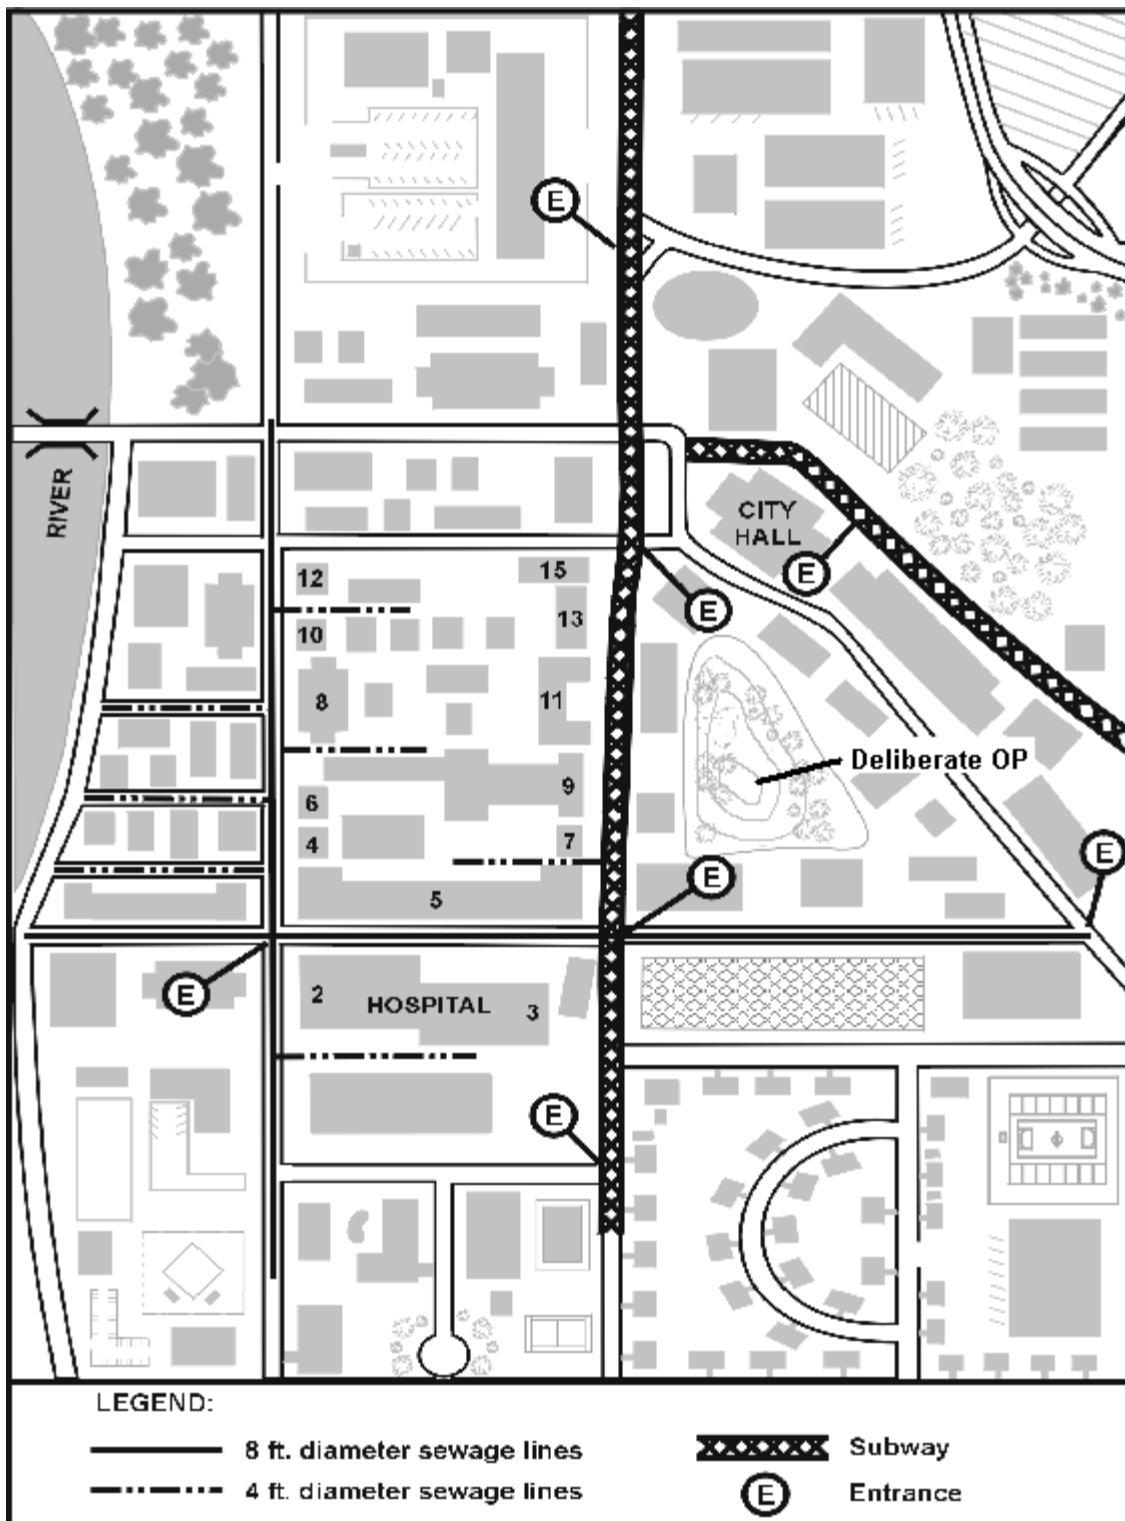 E
RIVER
CITY
HALL
E
12
15
E
10
13
8
11
Deliberate OP
6
9
4
7
E
E
5
E
2
HOSPITAL
3
E
LEGEND:
8 ft. diameter sewage lines
Subway
4 ft. diameter sewage lines
E
Entrance